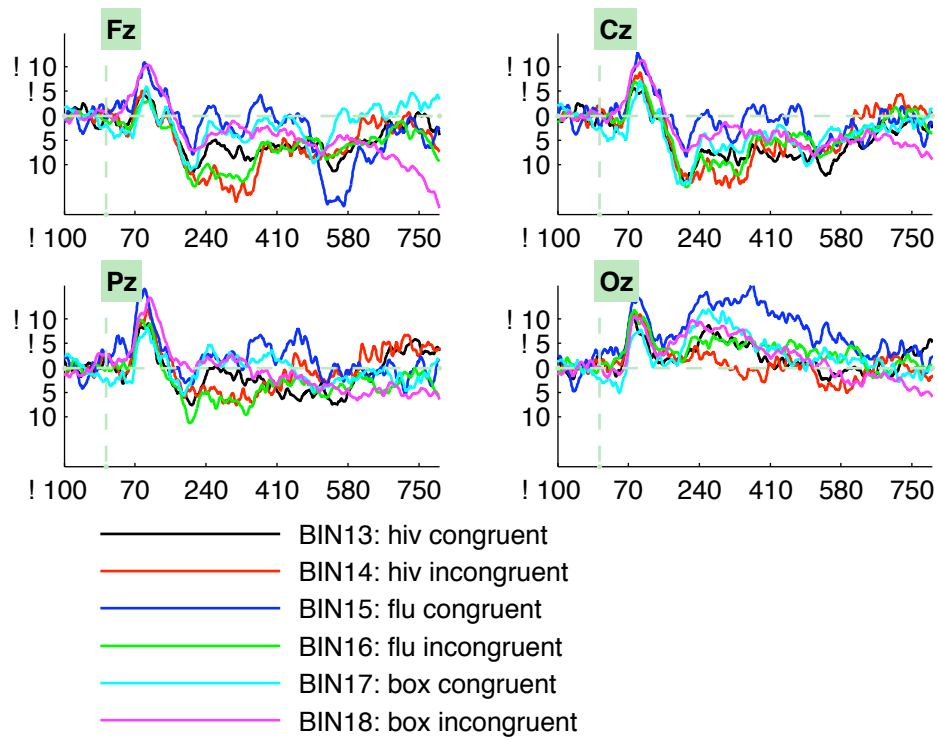 Fz
! 10
! 5
0
5
10
! 100 70 240 410 580 750
Cz
! 10
! 5
0
5
10
! 100 70 240 410 580 750
Pz
! 10
! 5
0
5
10
! 100 70 240 410 580 750
Oz
! 10
! 5
0
5
10
! 100 70 240 410 580 750
BIN13: hiv congruent
BIN14: hiv incongruent
BIN15: flu congruent
BIN16: flu incongruent
BIN17: box congruent
BIN18: box incongruent